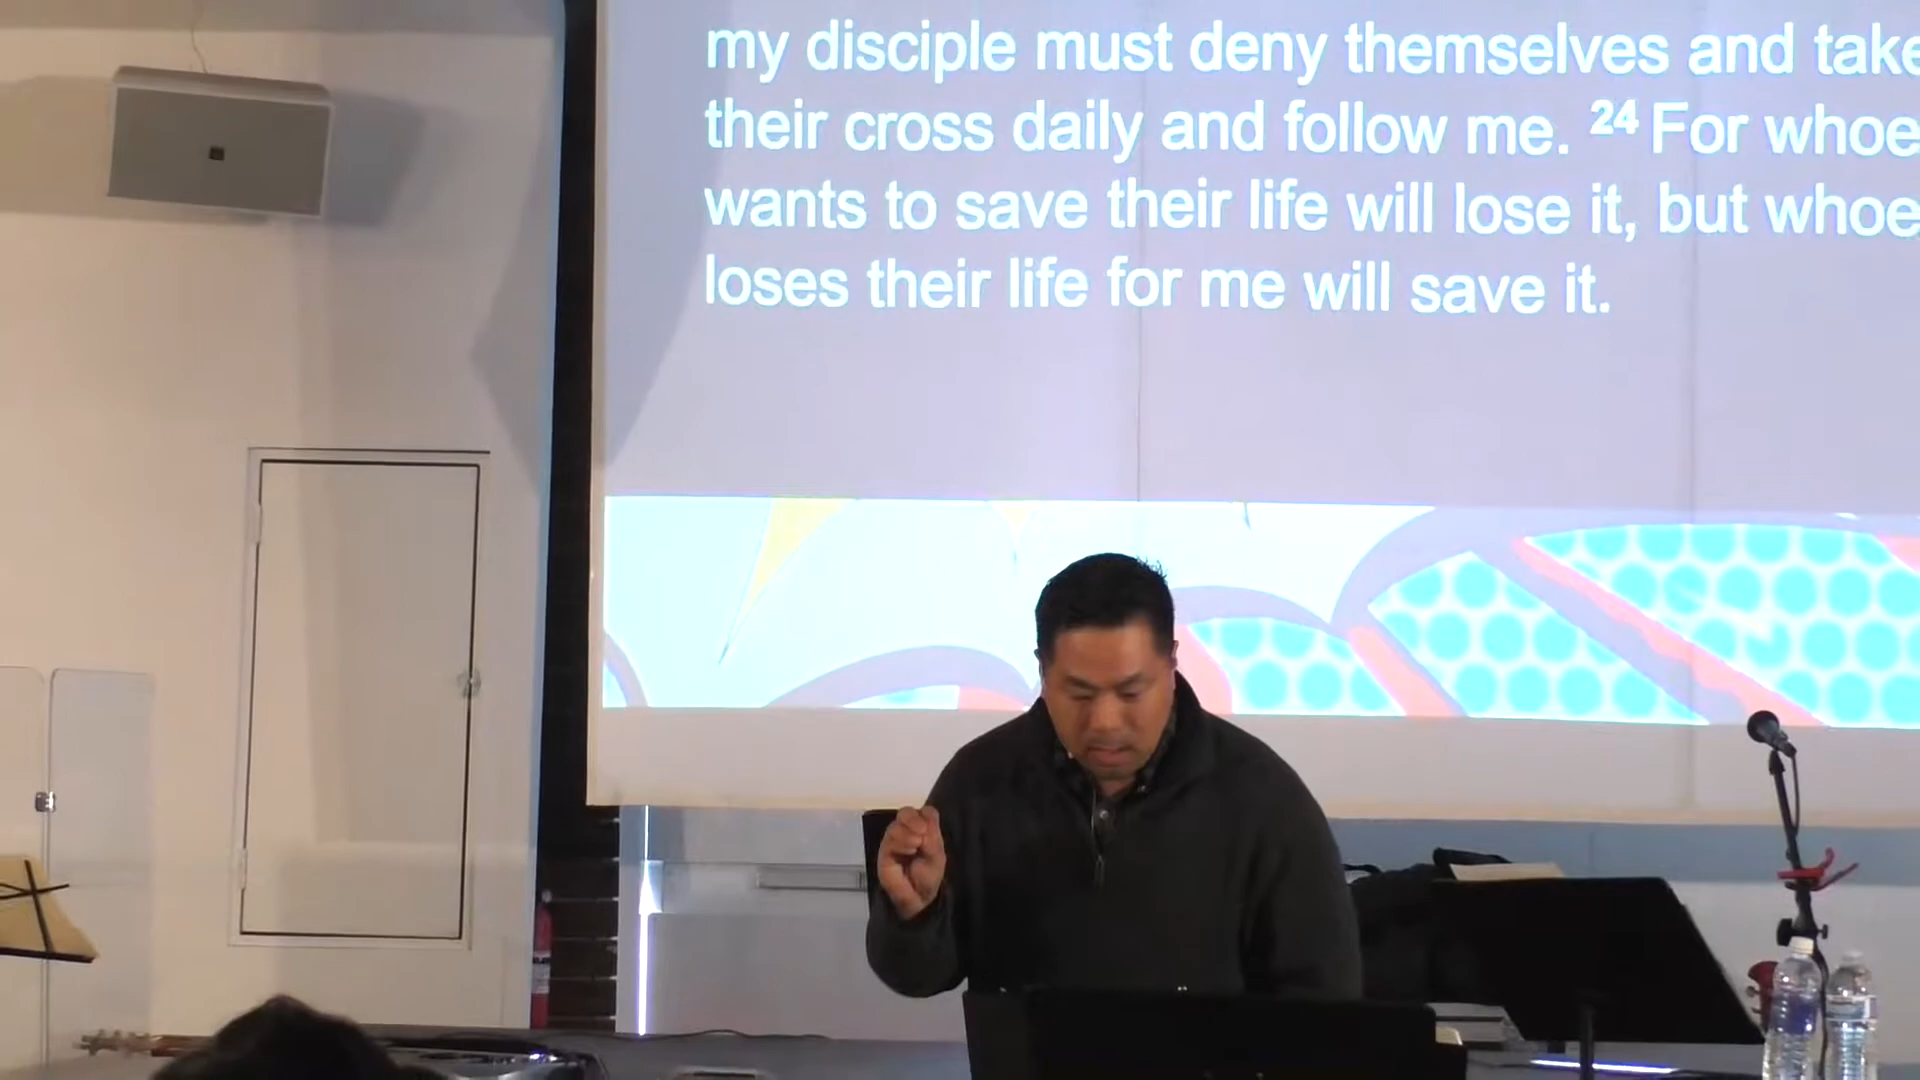 my disciple must deny themselves and take
their cross daily and follow me. 24 For whoe
wants to save their life will lose it, but whoe
loses their life for me will save it.